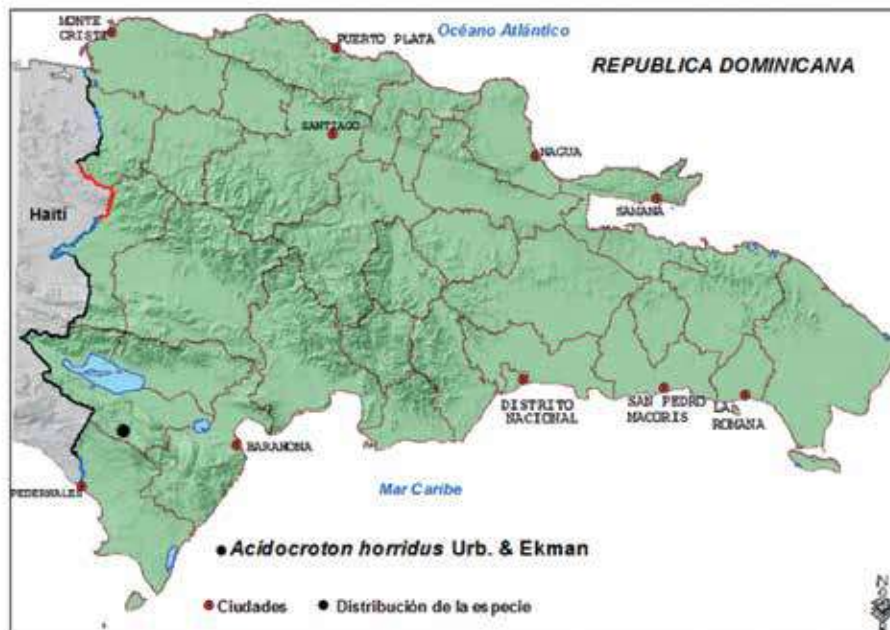 MONTE
CRISTI
PUERTO PLATA
Océano Atlántico
REPUBLICA DOMINICANA
SANTIAGO
NAGUA
SAMANÁ
Haití
DISTRITO
NACIONAL
SAN PEDRO
MACORIS
LA
ROMANA
BARAHONA
PEDERNALES
Mar Caribe
Acidocroton horridus Urb. & Ekman
Ciudades
Distribución de la especie
N